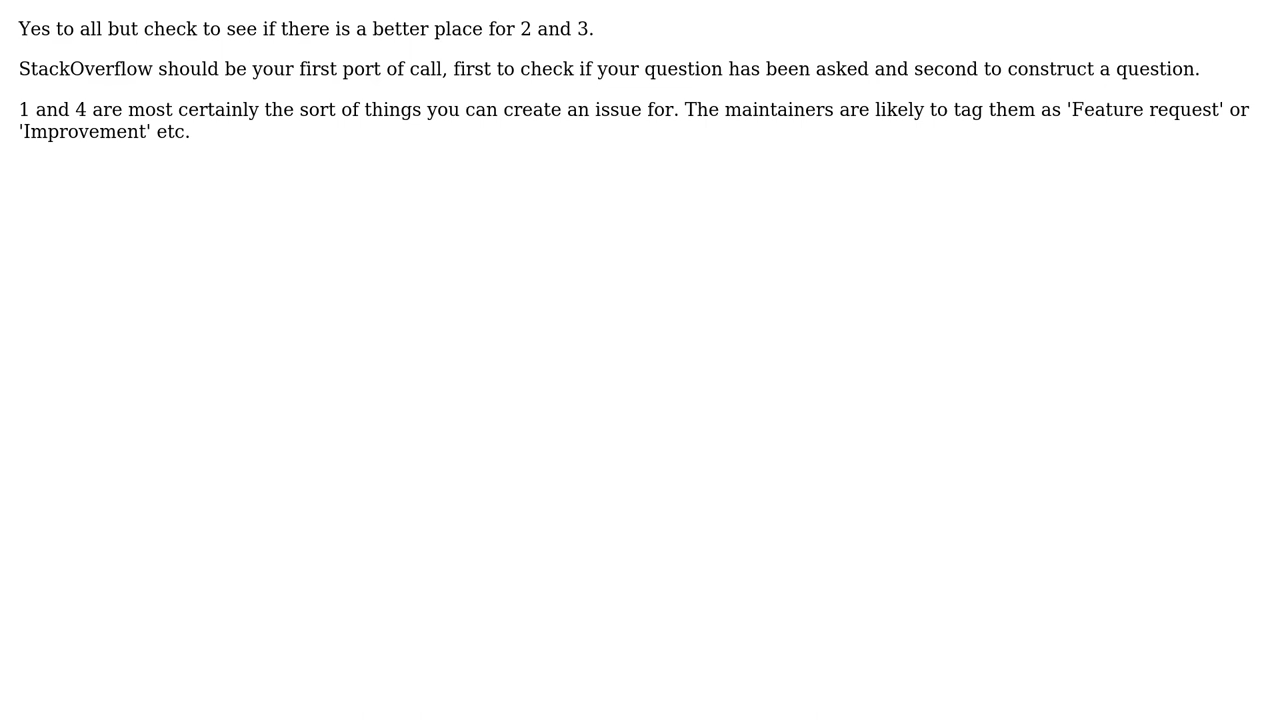 Yes to all but check to see if there is a better place for 2 and 3.
StackOverflow should be your first port of call, first to check if your question has been asked and second to construct a question.
1 and 4 are most certainly the sort of things you can create an issue for. The maintainers are likely to tag them as 'Feature request' or
'Improvement' etc.